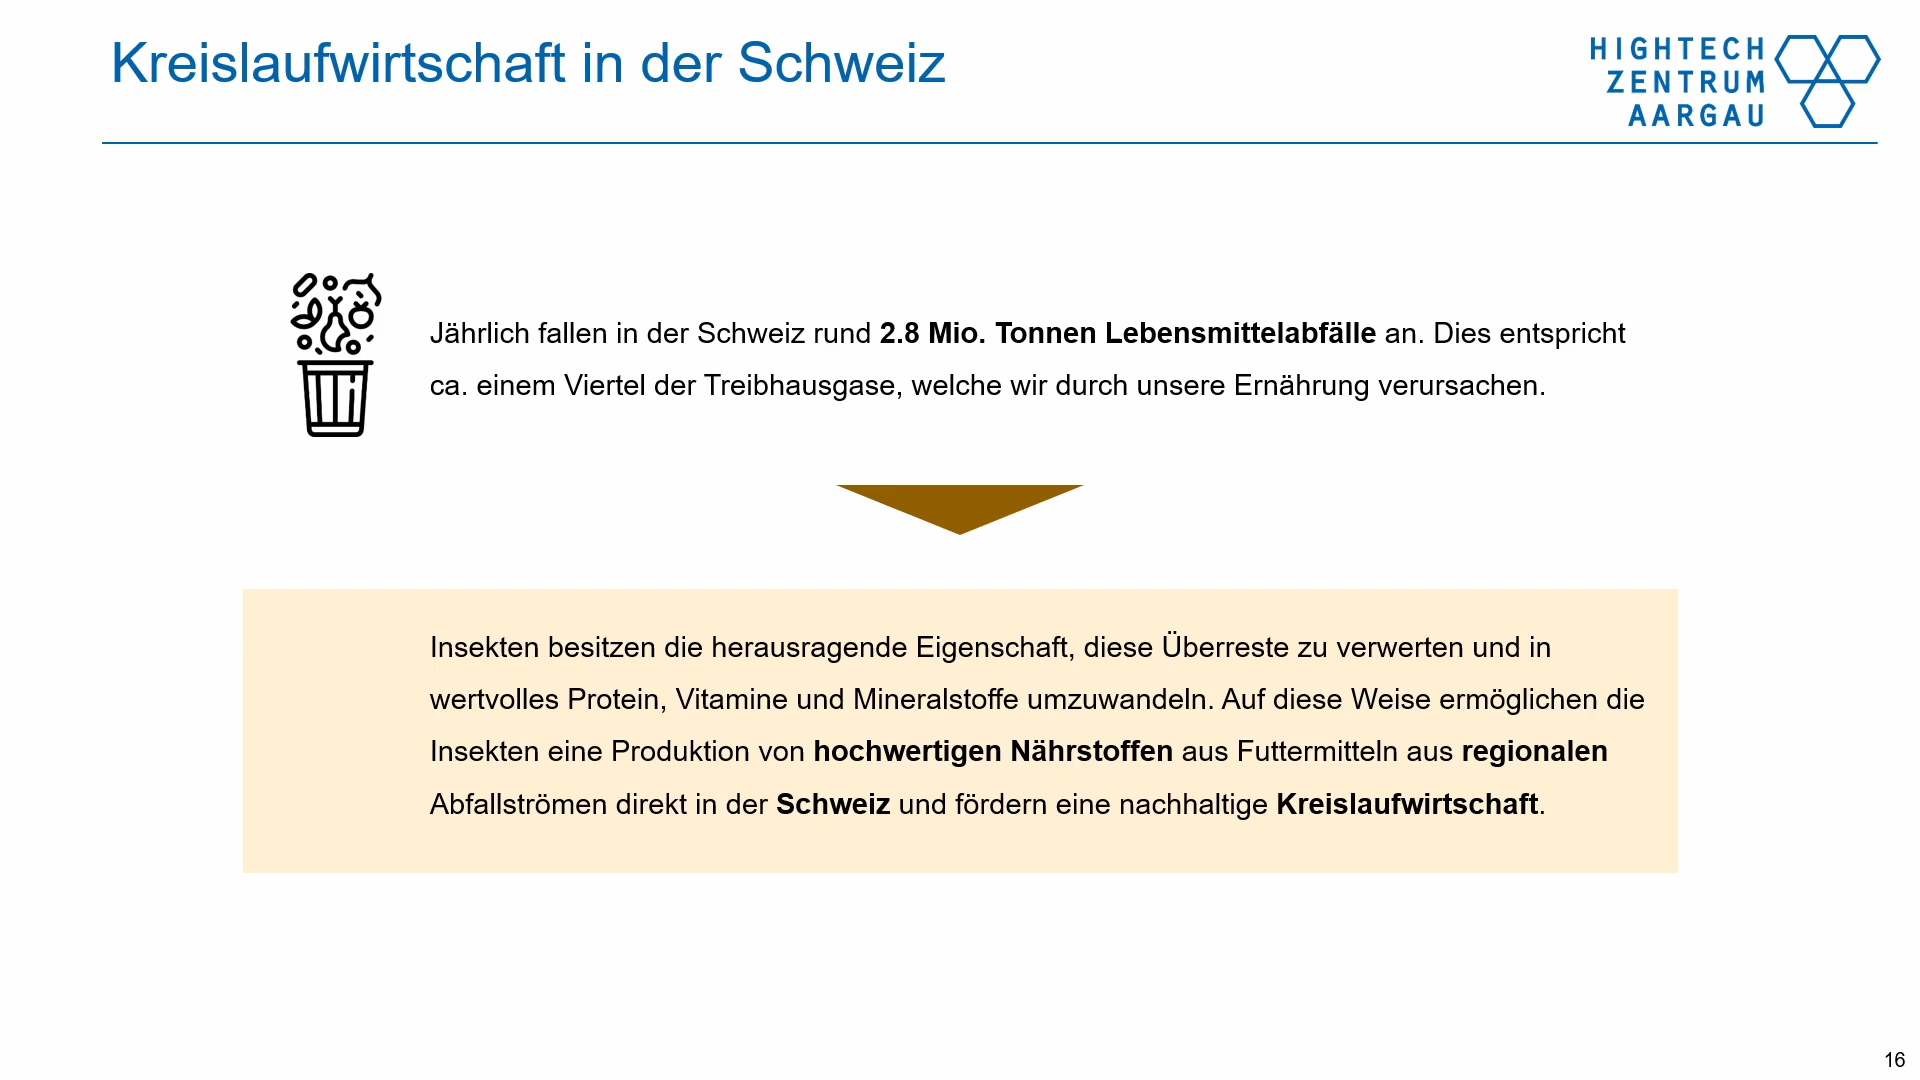 Kreislaufwirtschaft in der Schweiz
HIGHTECH
ZENTRUM
AARGAU
Jährlich fallen in der Schweiz rund 2.8 Mio. Tonnen Lebensmittelabfälle an. Dies entspricht
ca. einem Viertel der Treibhausgase, welche wir durch unsere Ernährung verursachen.
Insekten besitzen die herausragende Eigenschaft, diese Überreste zu verwerten und in
wertvolles Protein, Vitamine und Mineralstoffe umzuwandeln. Auf diese Weise ermöglichen die
Insekten eine Produktion von hochwertigen Nährstoffen aus Futtermitteln aus regionalen
Abfallströmen direkt in der Schweiz und fördern eine nachhaltige Kreislaufwirtschaft.
16